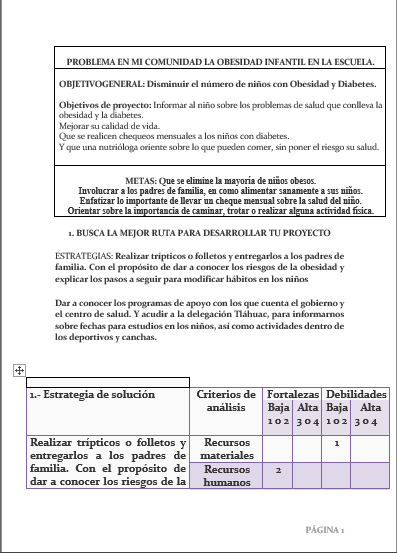 PROBLEMA EN MI COMUNIDAD LA OBESIDAD INFANTIL EN LA ESCUELA.
OBJETIVOGENERAL: Disminuir el número de niños con Obesidad y Diabetes.
Objetivos de proyecto: Informar al niño sobre los problemas de salud que conlleva la
obesidad y la diabetes.
Mejorar su calidad de vida.
Que se realicen chequeos mensuales a los niños con diabetes.
Y que una nutrióloga oriente sobre lo que pueden comer, sin poner el riesgo su salud.
METAS: Que se elimine la mayoría de niños obesos.
Involucrar a los padres de familia, en como alimentar sanamente a sus niños.
Enfatizar lo importante de llevar un cheque mensual sobre la salud del niño.
Orientar sobre la importancia de caminar, trotar o realizar alguna actividad física.
1. BUSCA LA MEJOR RUTA PARA DESARROLLAR TU PROYECTO
ESTRATEGIAS: Realizar trípticos o folletos y entregarlos a los padres de
familia. Con el propósito de dar a conocer los riesgos de la obesidad y
explicar los pasos a seguir para modificar hábitos en los niños
Dar a conocer los programas de apoyo con los que cuenta el gobierno y
el centro de salud. Y acudir a la delegación Tláhuac, para informarnos
sobre fechas para estudios en los niños, así como actividades dentro de
los deportivos y canchas.
1.- Estrategia de solución Criterios de análisis Fortalezas Debilidades
Baja 1 0 2 Alta 3 0 4 Baja 1 0 2 Alta 3 0 4
Realizar trípticos o folletos y Recursos materiales 1
entregarlos a los padres de
familia. Con el propósito de Recursos humanos 2
dar a conocer los riesgos de la
PÁGINA 1